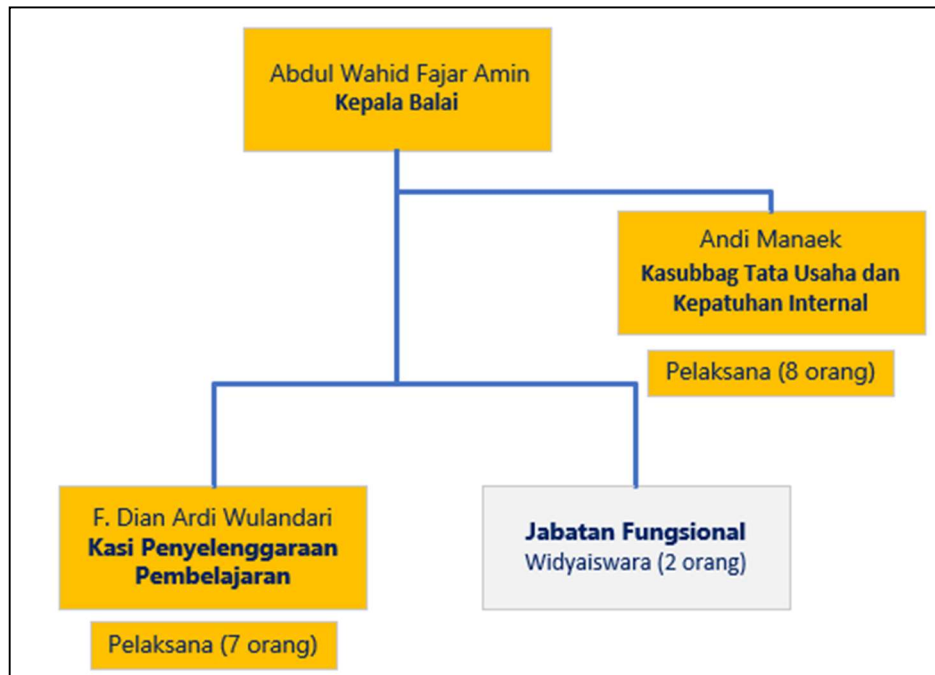 Abdul Wahid Fajar Amin
Kepala Balai
Andi Manaek
Kasubbag Tata Usaha dan
Kepatuhan Internal
Pelaksana (8 orang)
F. Dian Ardi Wulandari
Kasi Penyelenggaraan
Pembelajaran
Pelaksana (7 orang)
Jabatan Fungsional
Widyaiswara (2 orang)